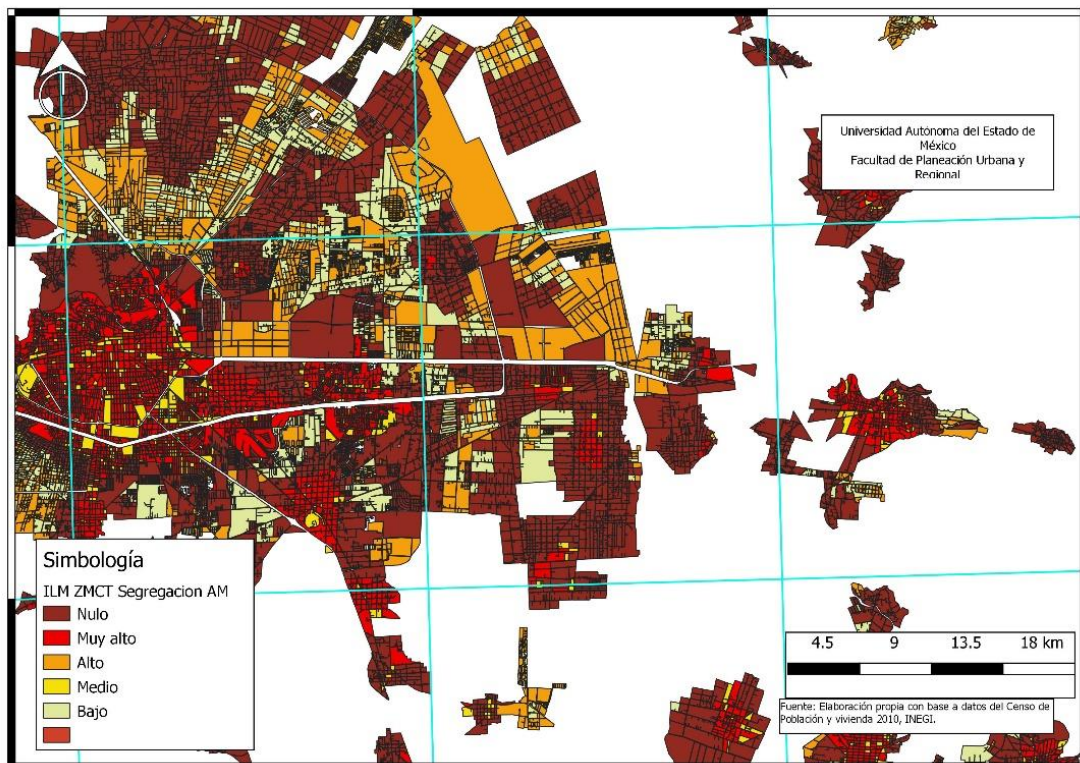 Universidad Autónoma del Estado de
México
Facultad de Planeación Urbana y
Regional
Simbología
ILM ZMCT Segregacion AM
Nulo
Muy alto
Alto
Medio
Bajo
4.5 9 13.5 18 km
Fuente: Elaboración propia con base a datos del Censo de
Población y vivienda 2010, INEGI.